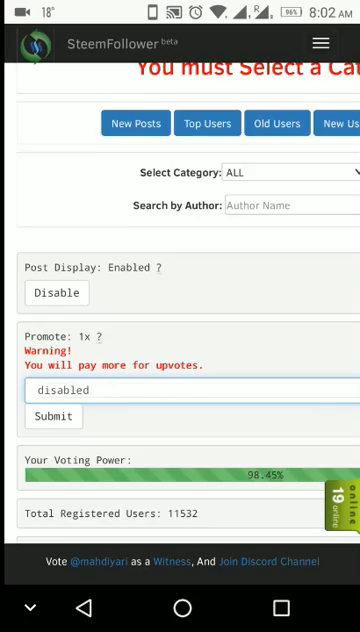 18° R 96% 8:02 AM
SteemFollower beta
You must Select a Cat
New Posts Top Users Old Users New Us
Select Category: ALL
Search by Author: Author Name
Post Display: Enabled ?
Disable
Promote: 1x ?
Warning!
You will pay more for upvotes.
disabled
Submit
Your Voting Power:
98.45%
Total Registered Users: 11532
online
19 online
Vote @mahdiyari as a Witness, And Join Discord Channel